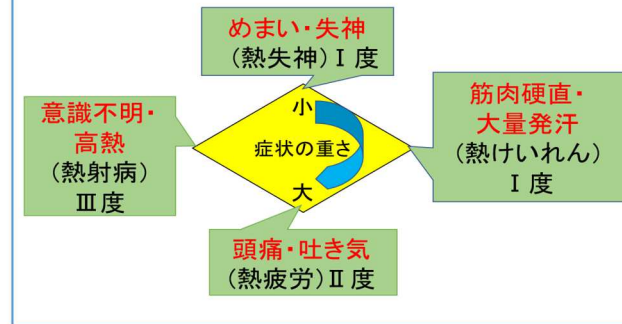 めまい・失神
(熱失神)Ⅰ度
筋肉硬直・
大量発汗
(熱けいれん)
Ⅰ度
意識不明・
高熱
(熱射病)
Ⅲ度
小
症状の重さ
大
頭痛・吐き気
(熱疲労)Ⅱ度